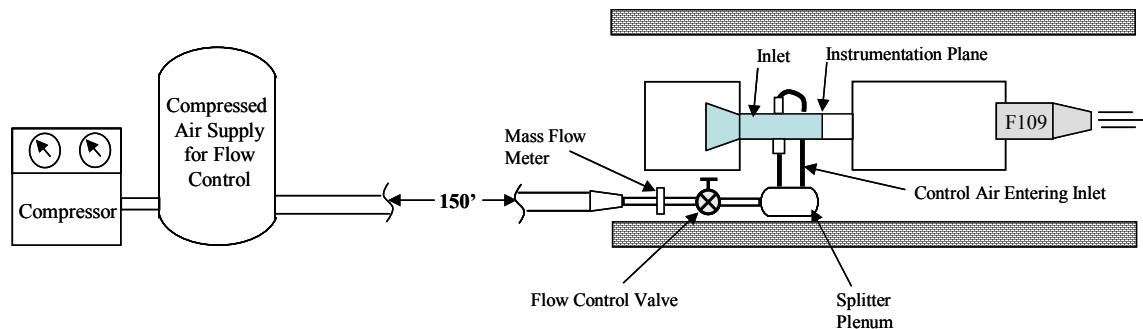 Compressed
Air Supply
for Flow
Control
Compressor
150’
Mass Flow
Meter
Inlet
Instrumentation Plane
F109
Control Air Entering Inlet
Flow Control Valve
Splitter
Plenum